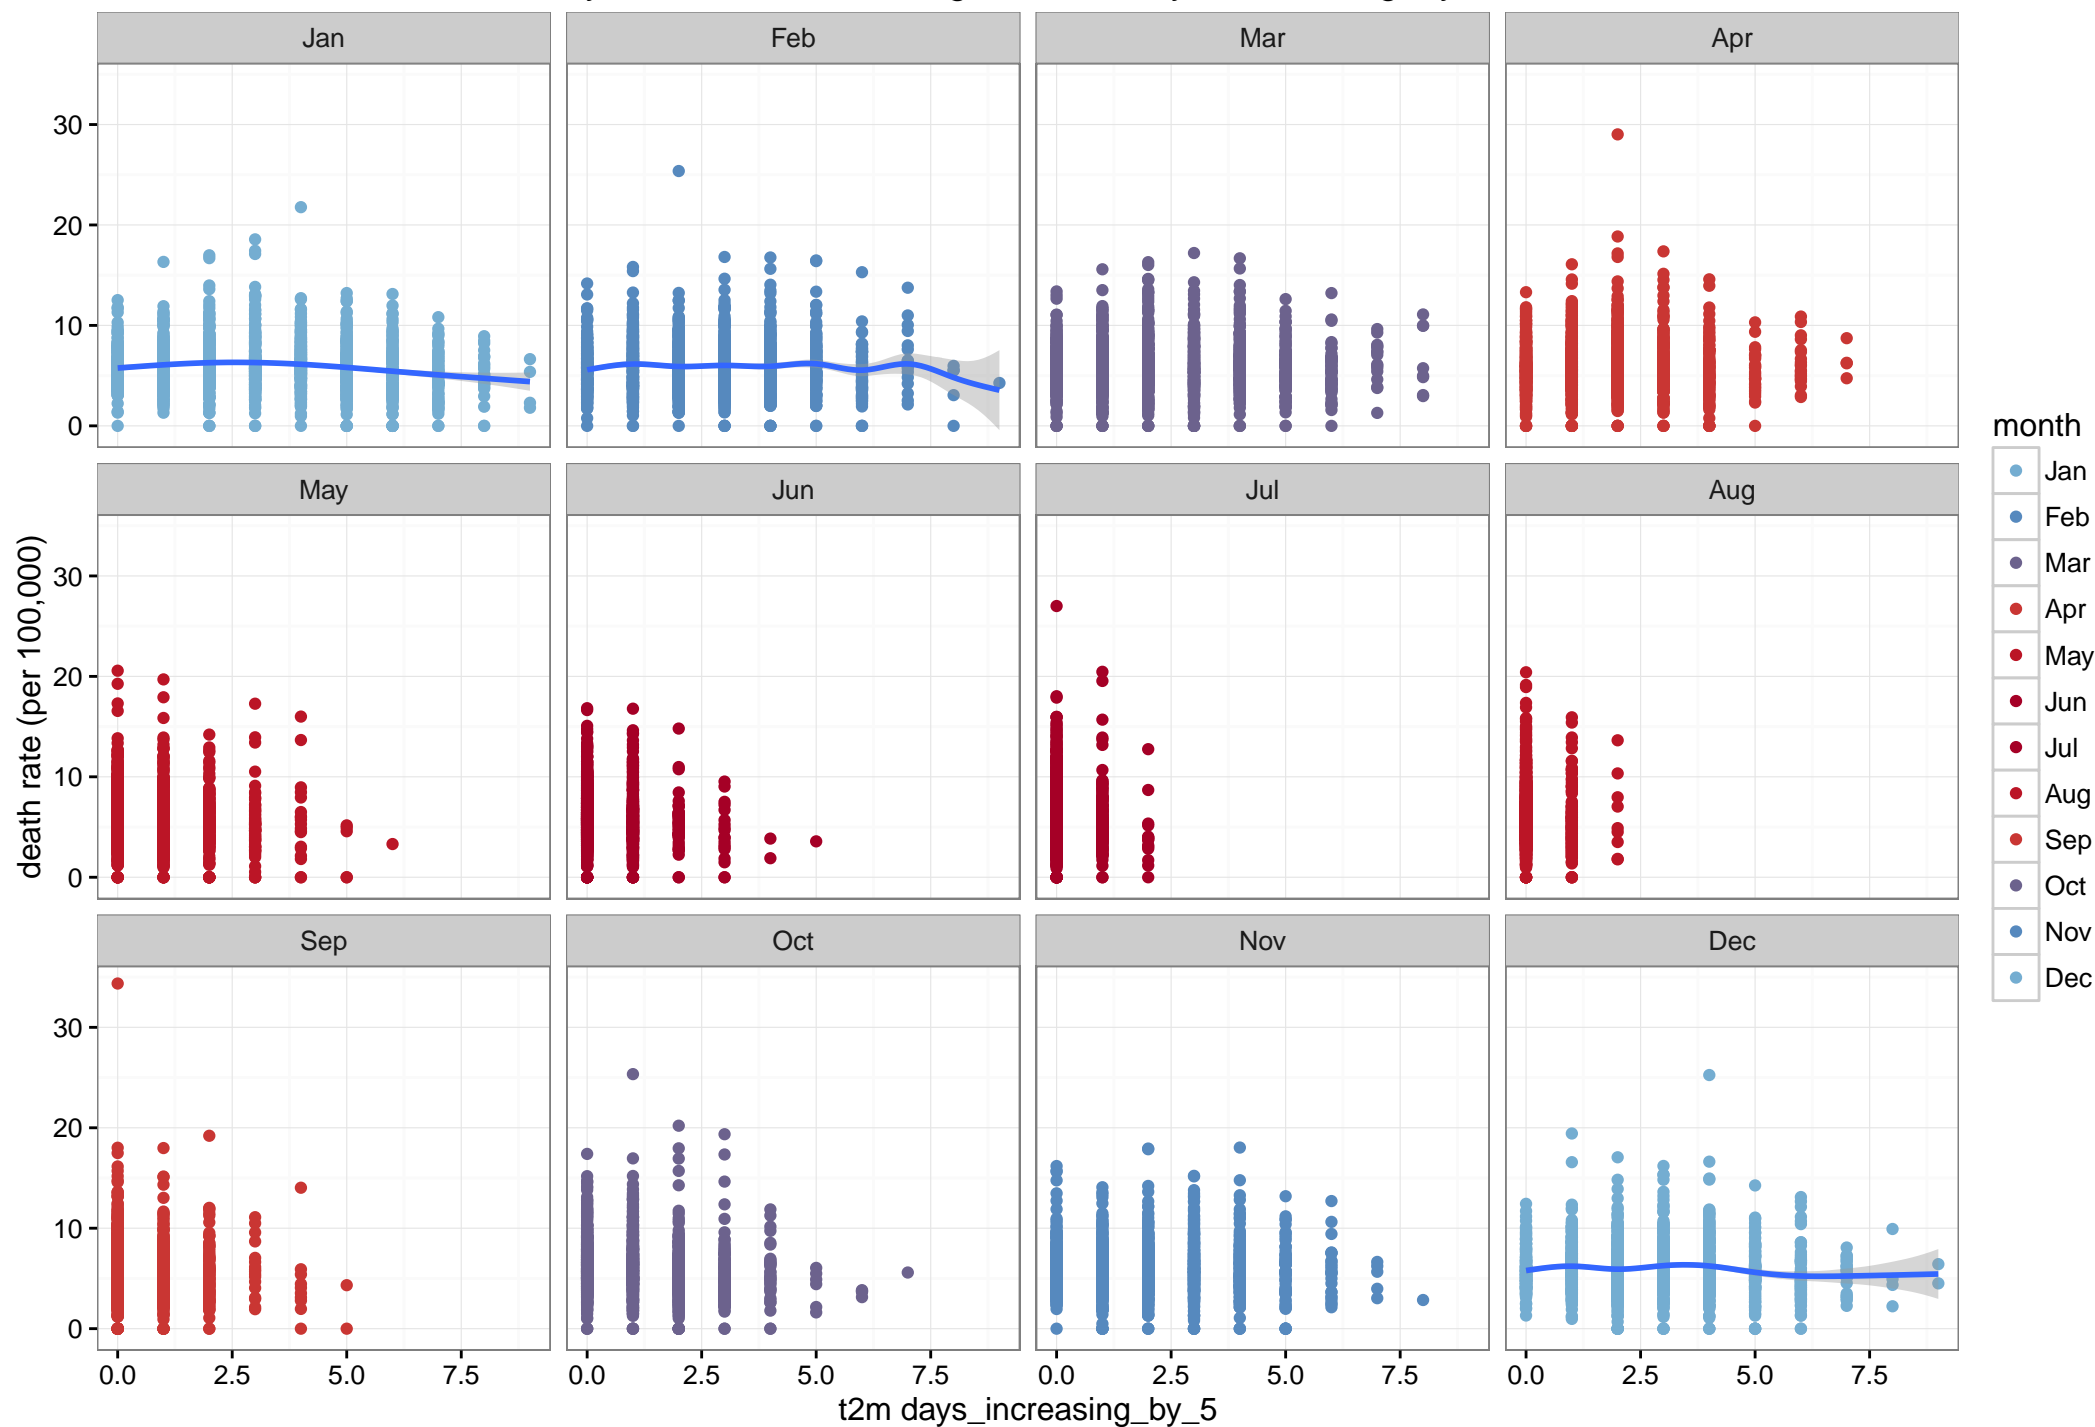 Jan Feb Mar Apr
30
20
10
0
May Jun Jul Aug
30
20
10
0
Sep Oct Nov Dec
30
20
10
0
0.0 2.5 5.0 7.5 0.0 2.5 5.0 7.5 0.0 2.5 5.0 7.5 0.0 2.5 5.0 7.5
t2m days_increasing_by_5
death rate (per 100,000)
month
Jan
Feb
Mar
Apr
May
Jun
Jul
Aug
Sep
Oct
Nov
Dec